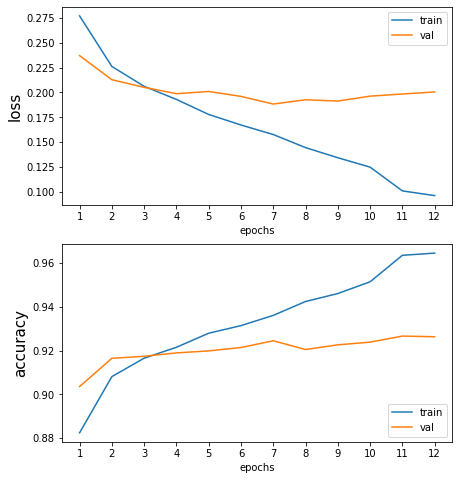 0.275
0.250
0.225
0.200
0.175
0.150
0.125
0.100
loss
train
val
1 2 3 4 5 6 7 8 9 10 11 12
epochs
0.96
0.94
0.92
0.90
0.88
accuracy
train
val
1 2 3 4 5 6 7 8 9 10 11 12
epochs